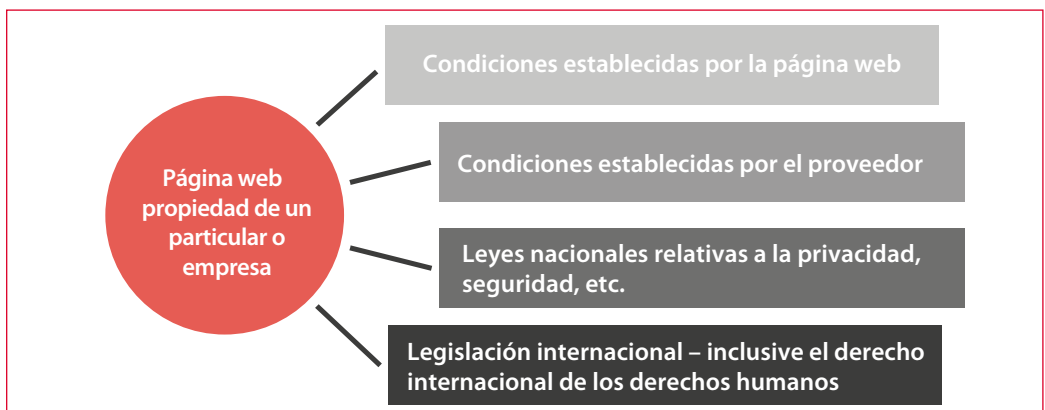 Condiciones establecidas por la página web
Página web
propiedad de un
particular o
empresa
Condiciones establecidas por el proveedor
Leyes nacionales relativas a la privacidad,
seguridad, etc.
Legislación internacional – inclusive el derecho
internacional de los derechos humanos